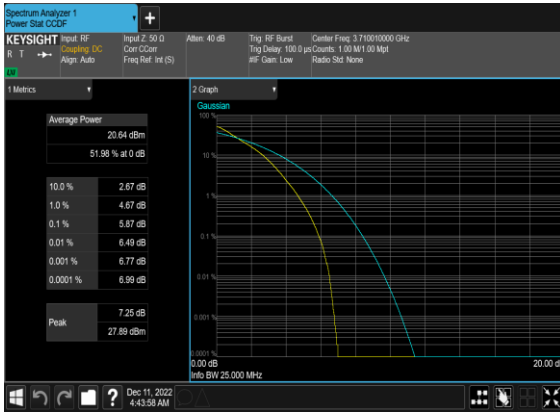 Spectrum Analyzer 1
Power Stat CCDF
+
KEYSIGHT
R T
LW
Input: RF
Coupling: DC
Align: Auto
Input Z: 50 Ω
Corr CCorr
Freq Ref: Int (S)
Atten: 40 dB
Trig: RF Burst
Trig Delay: 100.0 µs
#IF Gain: Low
Center Freq: 3.710010000 GHz
Counts: 1.00 M/1.00 Mpt
Radio Std: None
1 Metrics
Average Power
20.64 dBm
51.98 % at 0 dB
10.0 % 2.67 dB
1.0 % 4.67 dB
0.1 % 5.87 dB
0.01 % 6.49 dB
0.001 % 6.77 dB
0.0001 % 6.99 dB
Peak
7.25 dB
27.89 dBm
2 Graph
Gaussian
100 %
10 %
1 %
0.1 %
0.01 %
0.001 %
0.0001 %
0.00 dB
20.00 d
Info BW 25.000 MHz
?
Dec 11, 2022
4:43:58 AM